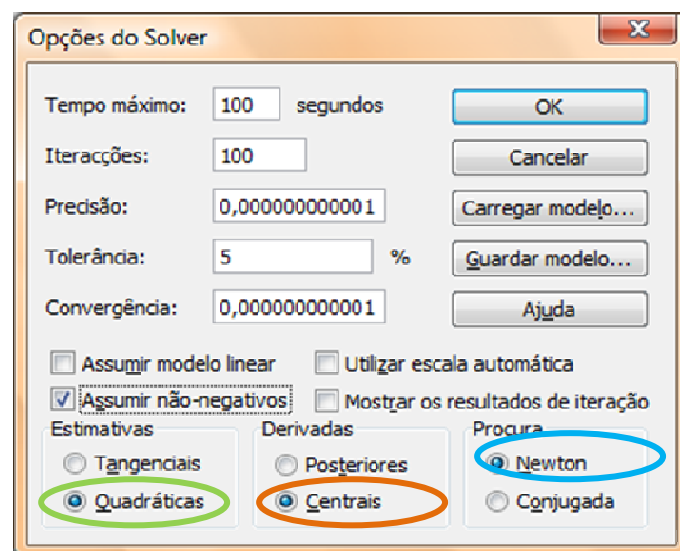 Opções do Solver
Tempo máximo: 100 segundos OK
Iteracções: 100 Cancelar
Precisão: 0,000000000001 Carregar modelo...
Tolerância: 5 % Guardar modelo...
Convergência: 0,000000000001 Ajuda
Assumir modelo linear Utilizar escala automática
Assumir não-negativos Mostrar os resultados de iteração
Estimativas Derivadas Procura
Tangenciais Posteriores Newton
Quadráticas Centrais Conjugada